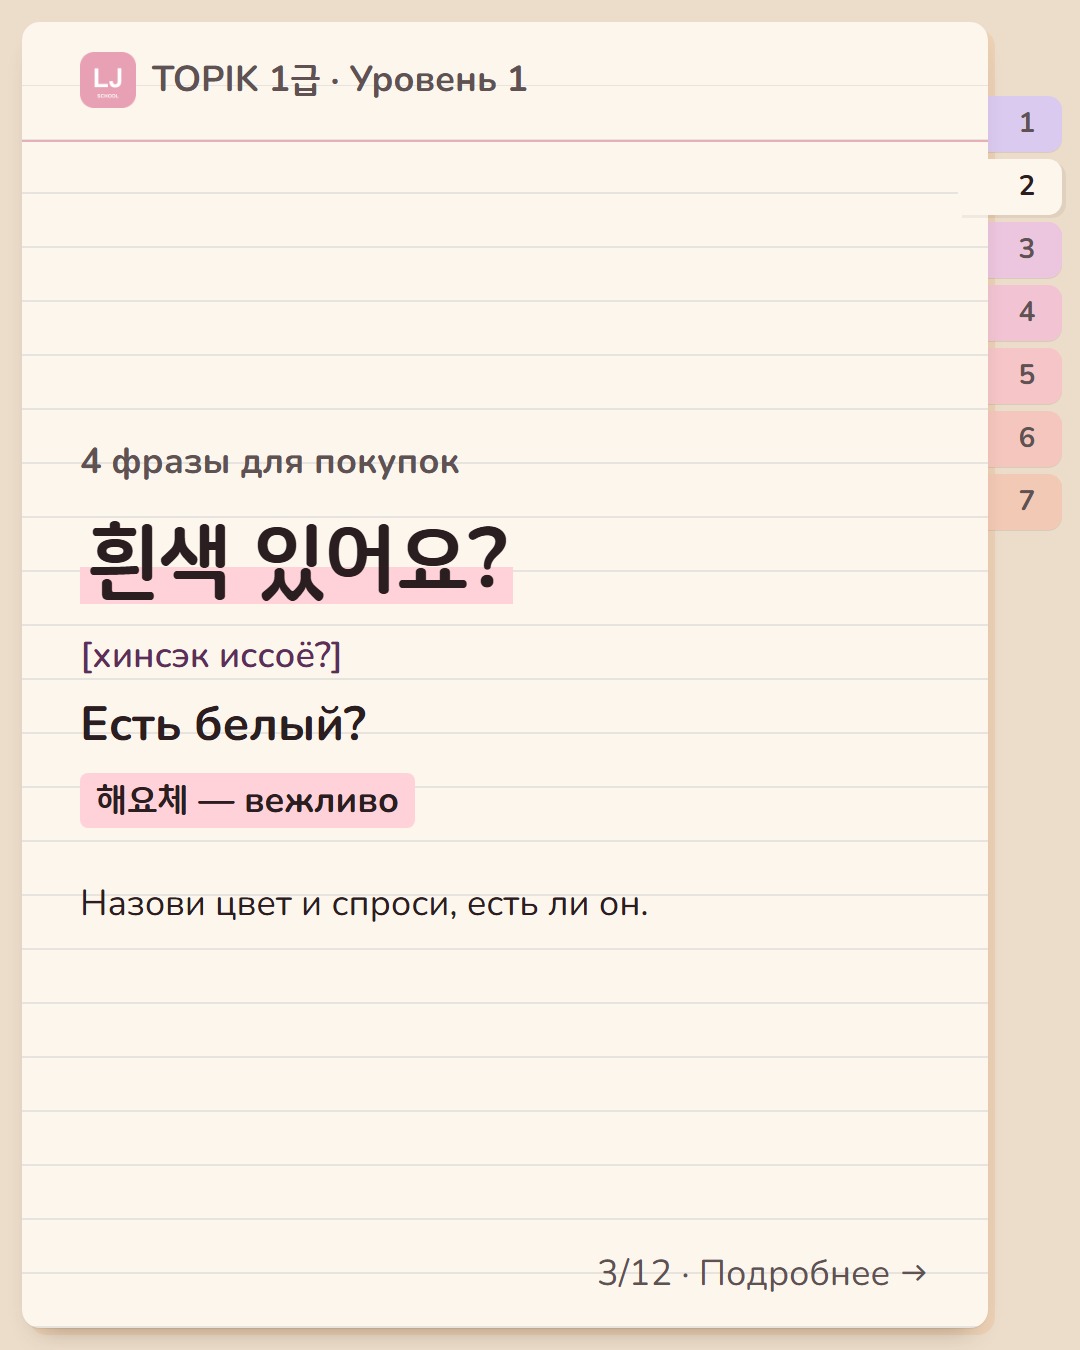 LJ
SCHOOL
TOPIK 1급 · Уровень 1
1
2
3
4
5
6
7
4 фразы для покупок
흰색 있어요?
[хинсэк иссоё?]
Есть белый?
해요체 — вежливо
Назови цвет и спроси, есть ли он.
3/12 · Подробнее →